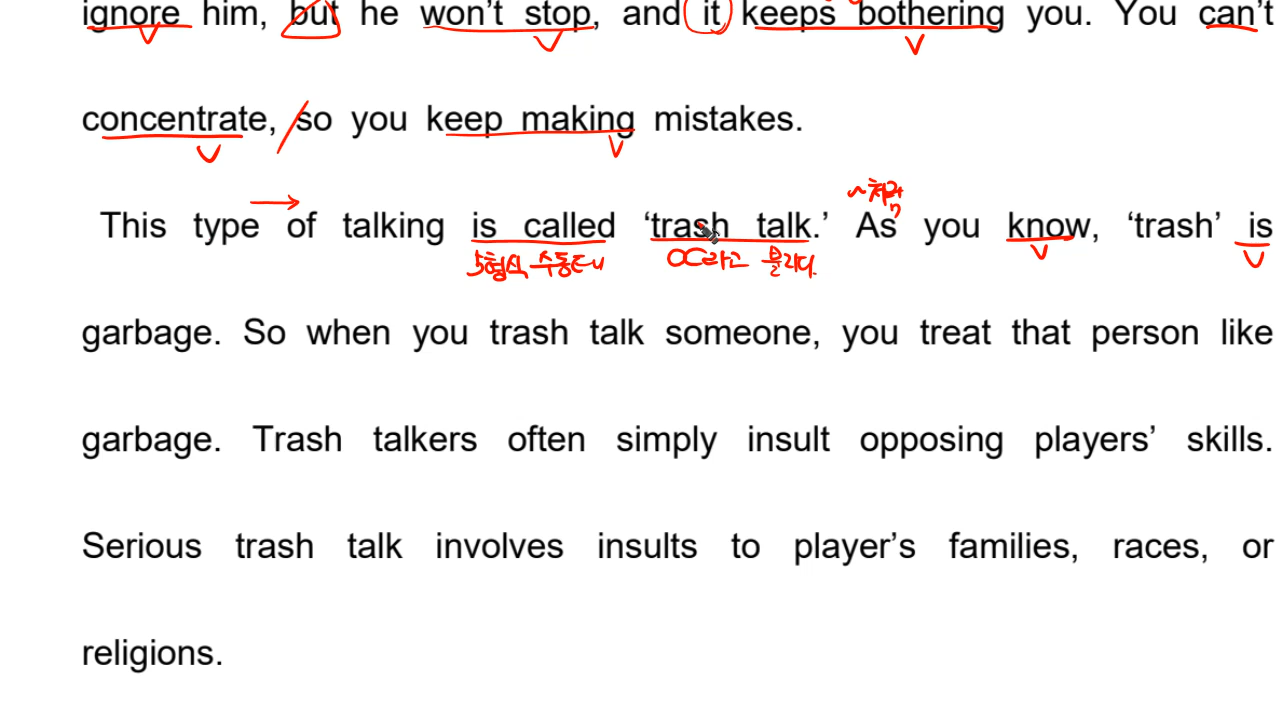 ignore him, but he won't stop, and it keeps bothering you. You can't
concentrate, so you keep making mistakes.
~처럼
This type of talking is called ‘trash talk.’ As you know, ‘trash’ is
5형식 수동태 OC라고 불리다.
garbage. So when you trash talk someone, you treat that person like
garbage. Trash talkers often simply insult opposing players’ skills.
Serious trash talk involves insults to player’s families, races, or
religions.